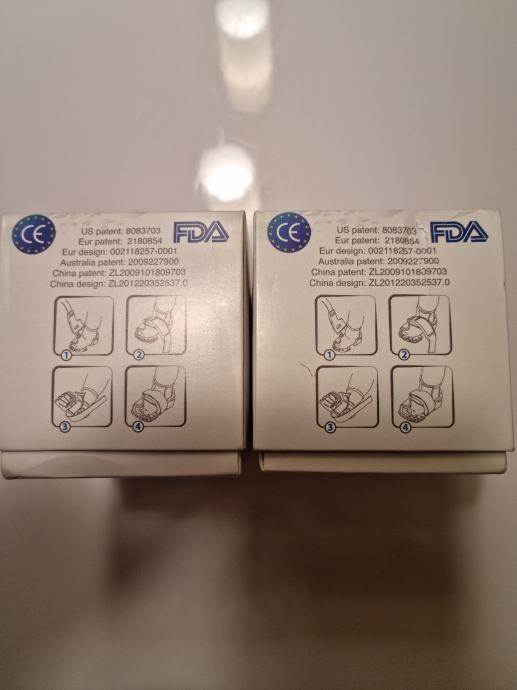 CE
US patent: 8083703
FDA
Eur patent: 2180854
Eur design: 002118257-0001
Australia patent: 2009227900
China patent: ZL2009101809703
China design: ZL201220352537.0
1
2
3
4
CE
US patent: 8083703
FDA
Eur patent: 2180854
Eur design: 002118257-0001
Australia patent: 2009227900
China patent: ZL2009101809703
China design: ZL201220352537.0
1
2
3
4